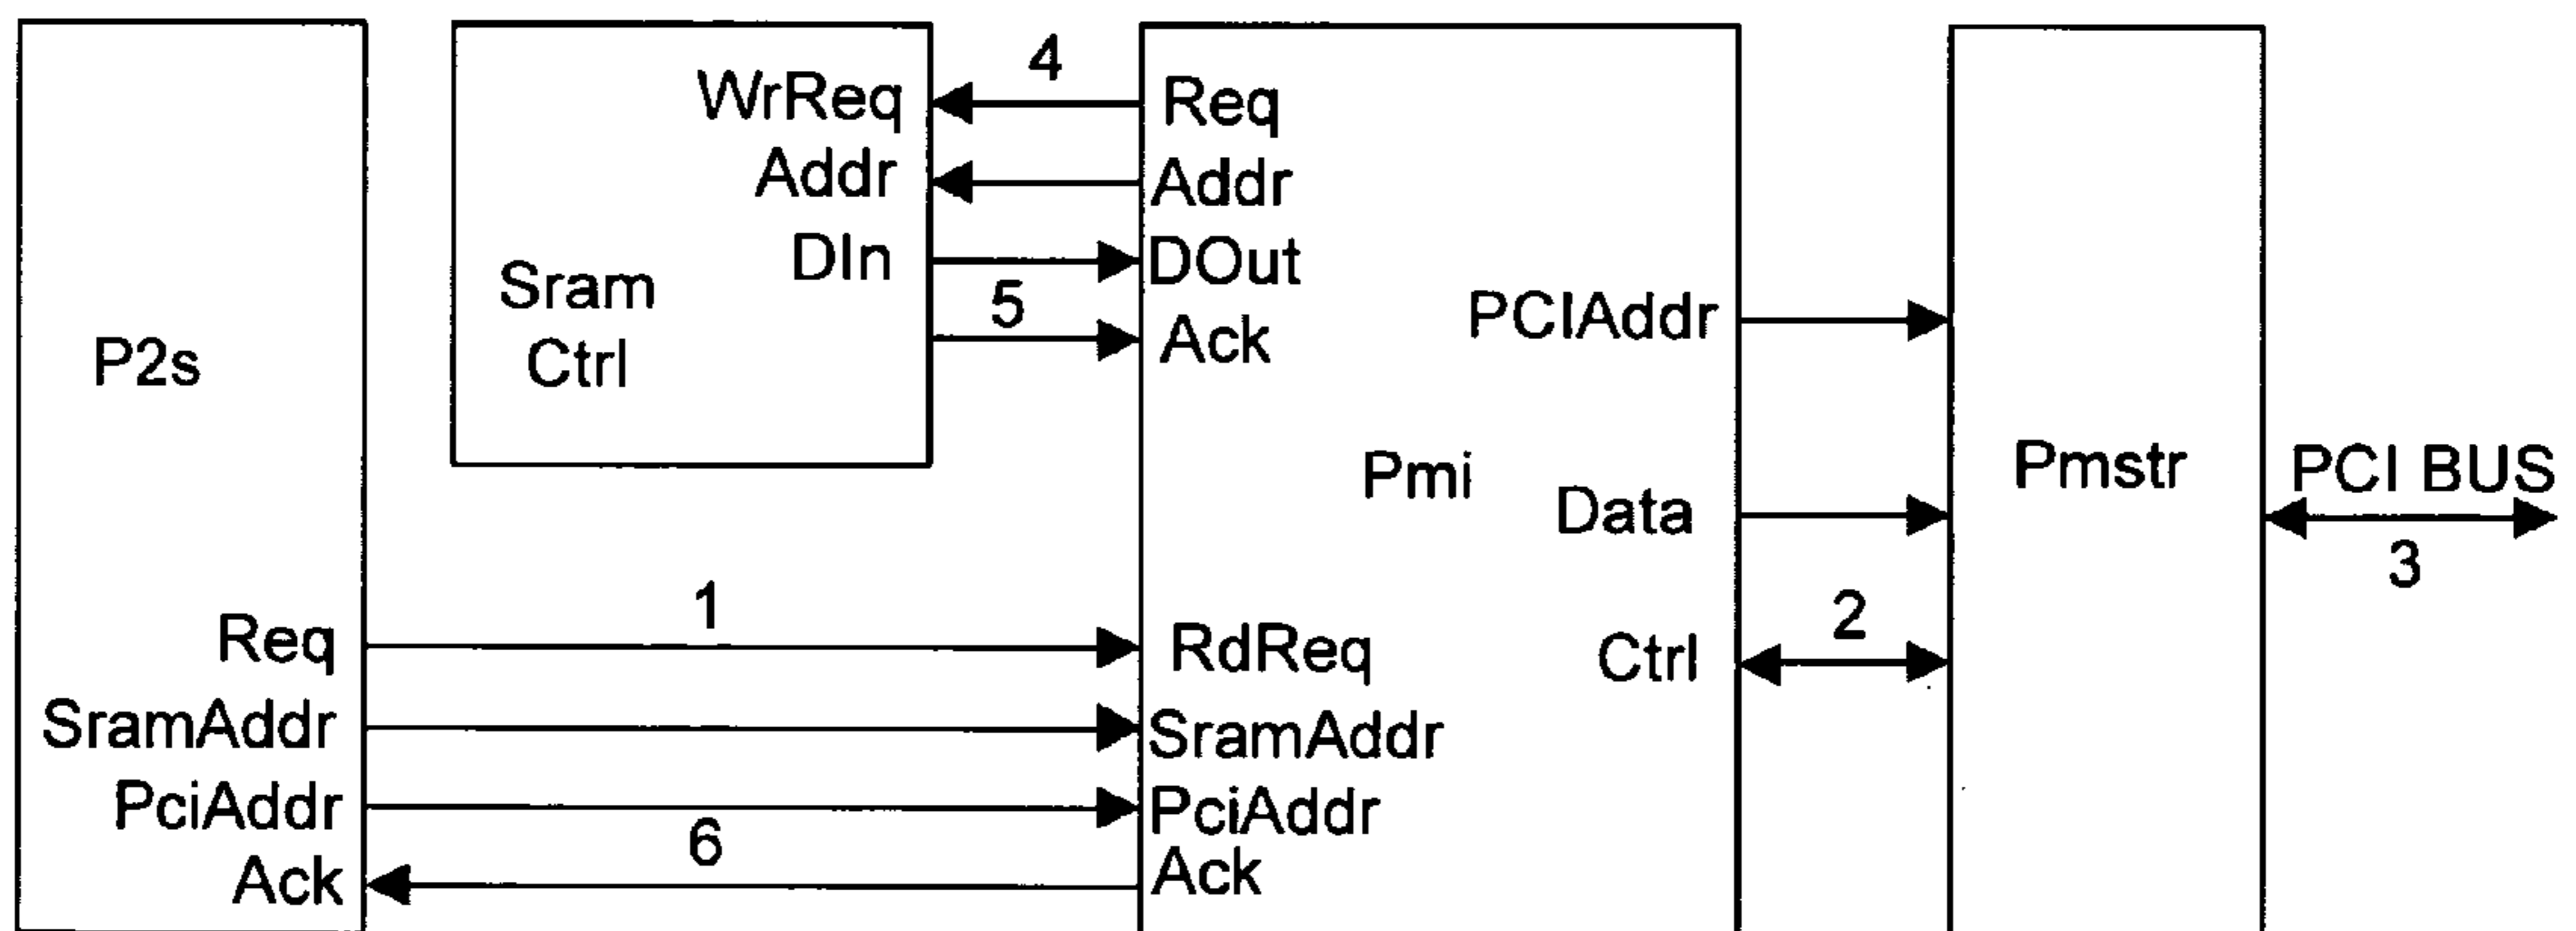 4
WrReq Req
Addr Addr
DIn DOut
Sram
Ctrl
5
Ack
PCIAddr
P2s
Pmi
Pmstr
PCI BUS
Data
3
1
2
Req RdReq
Ctrl
SramAddr SramAddr
PciAddr PciAddr
6
Ack Ack